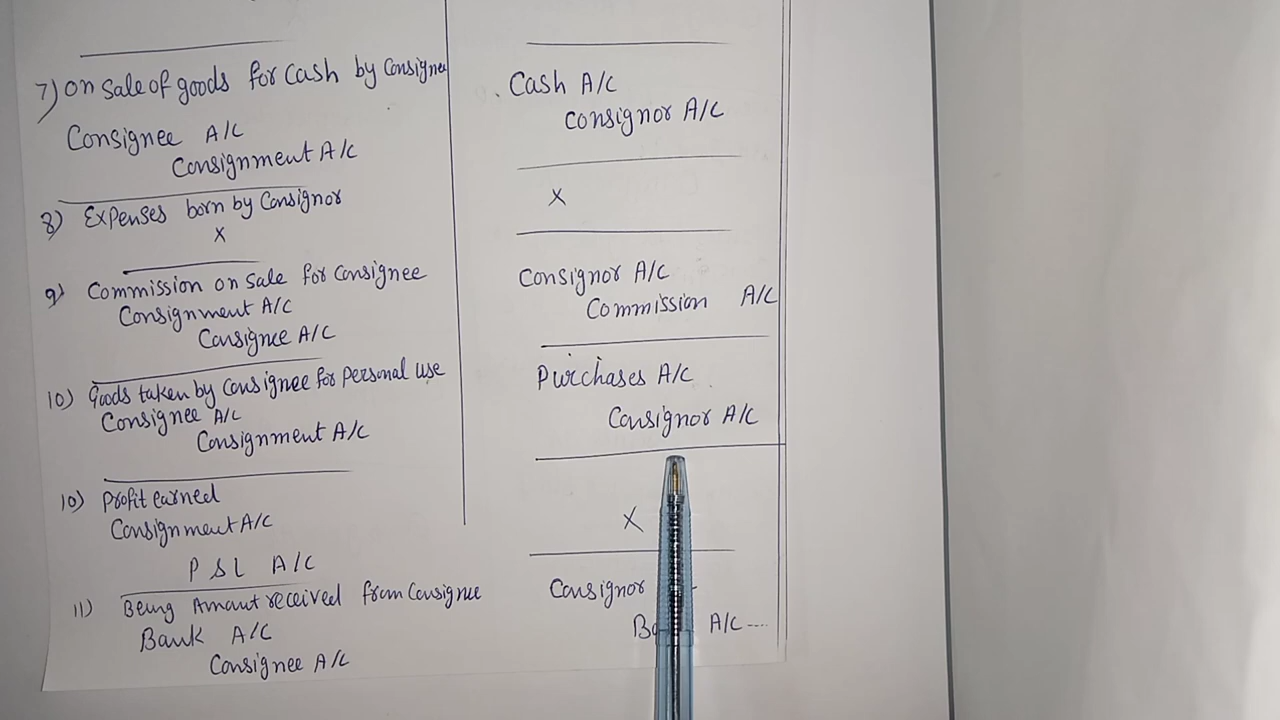 7) On Sale of goods for Cash by Consignee
Consignee A/C
Consignment A/C
8) Expenses born by Consignor
X
9) Commission on Sale for Consignee
Consignment A/C
Consignee A/C
10) Goods taken by Consignee for Personal use
Consignee A/C
Consignment A/C
10) Profit earned
Consignment A/C
P & L A/C
11) Being Amount received from Consignee
Bank A/C
Consignee A/C
Cash A/C
Consignor A/C
X
Consignor A/C
Commission A/C
Purchases A/C
Consignor A/C
X
Consignor
A/C ----